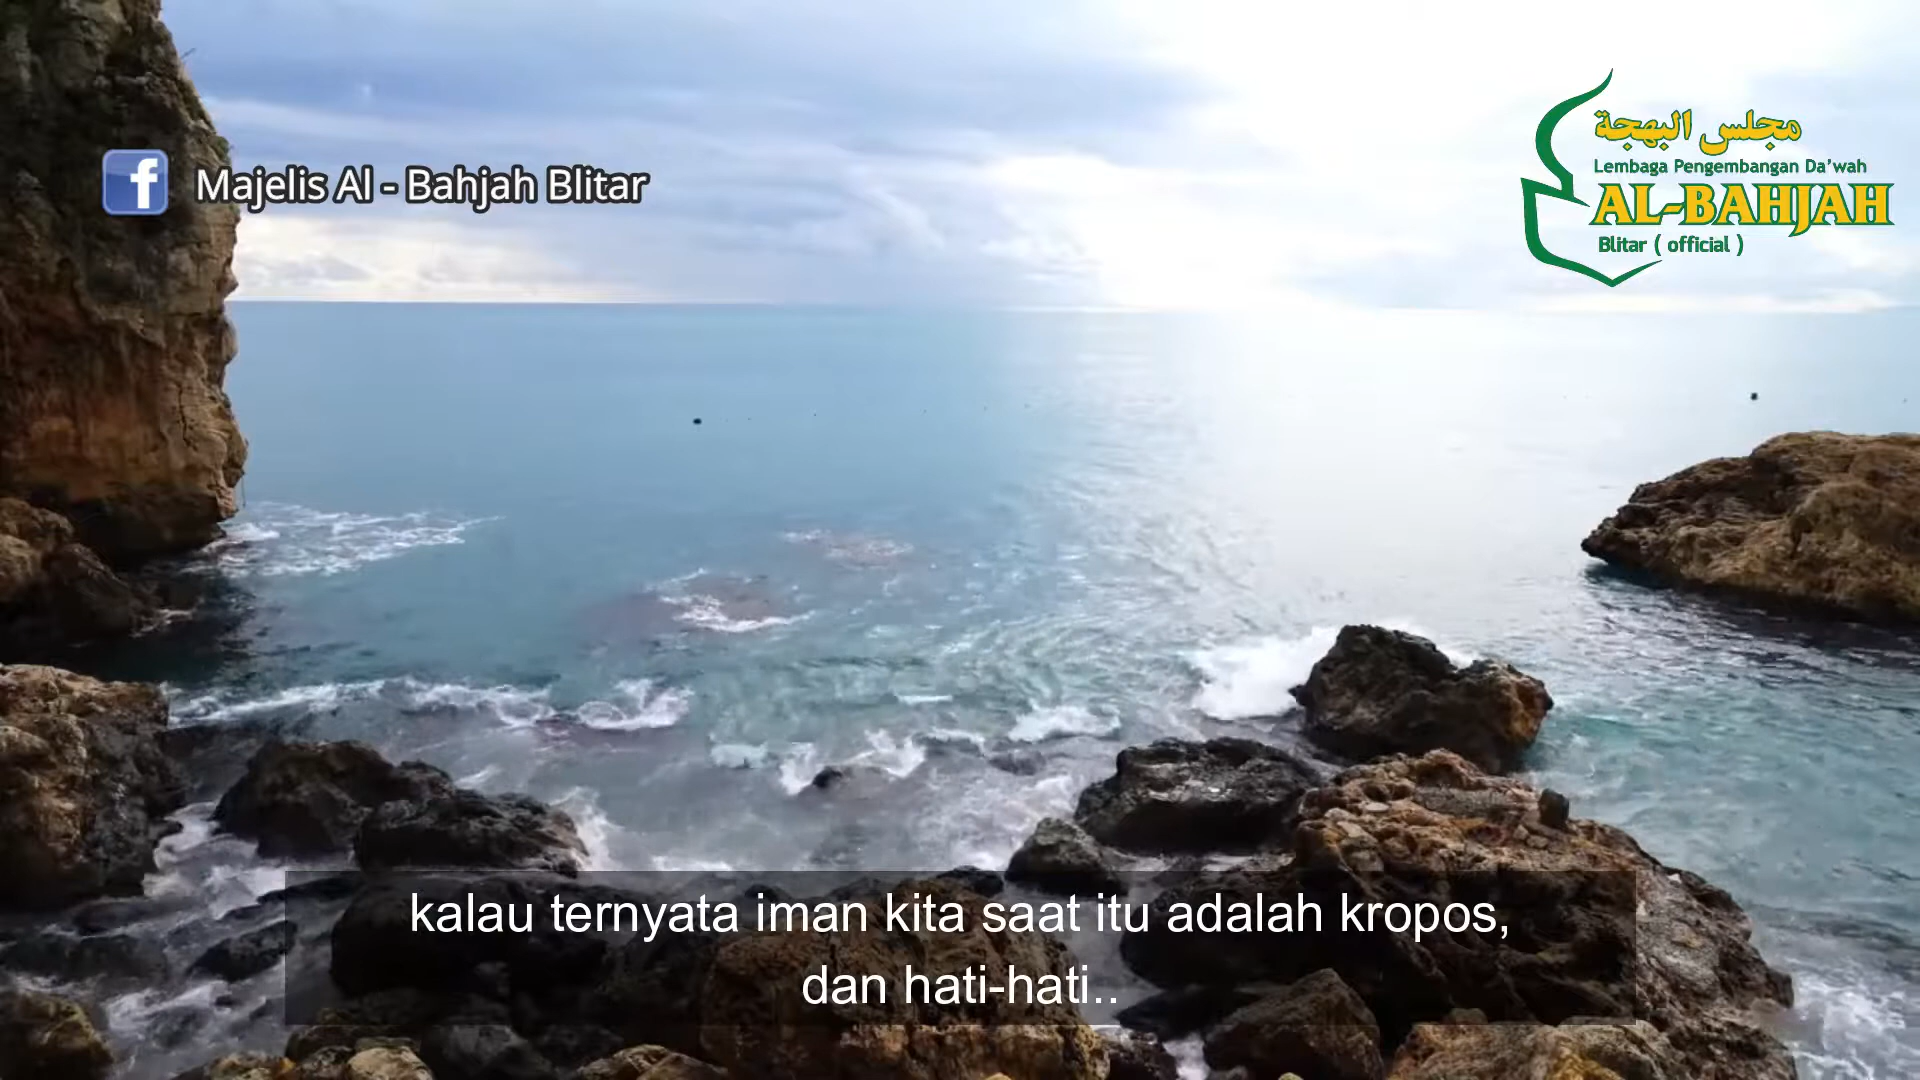 Majelis Al - Bahjah Blitar
مجلس البهجة
Lembaga Pengembangan Da'wah
AL-BAHJAH
Blitar ( official )
kalau ternyata iman kita saat itu adalah kropos,
dan hati-hati..